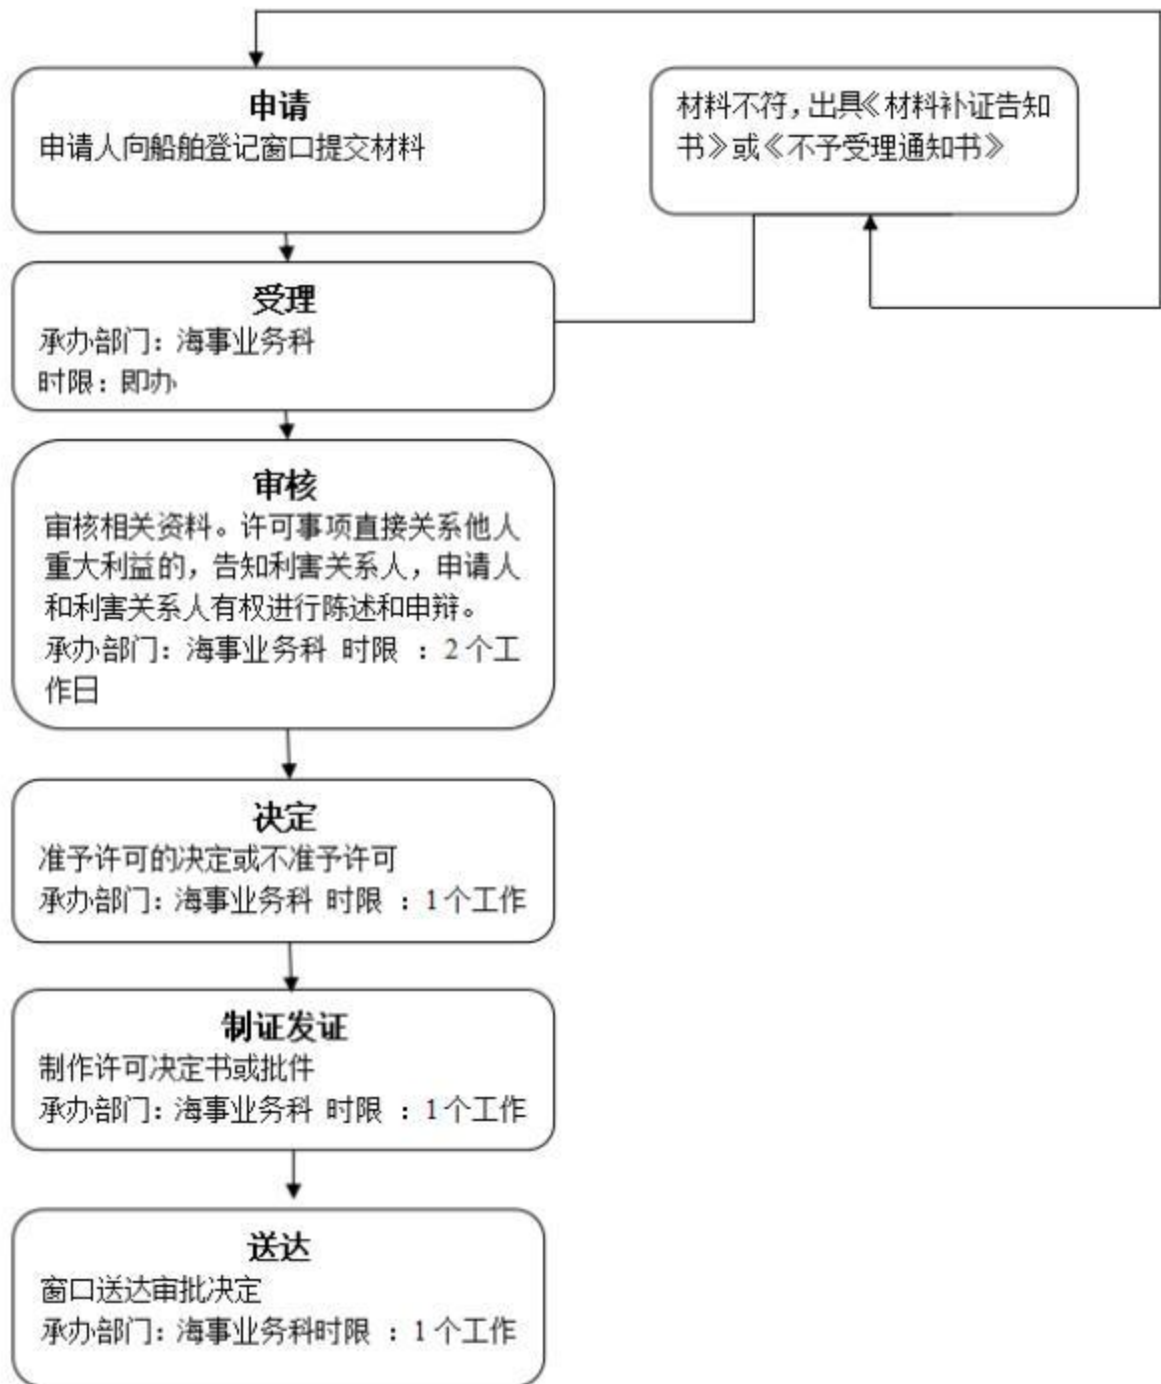 申请
申请人向船舶登记窗口提交材料
材料不符，出具《材料补证告知
书》或《不予受理通知书》
受理
承办部门：海事业务科
时限：即办
审核
审核相关资料。许可事项直接关系他人
重大利益的，告知利害关系人，申请人
和利害关系人有权进行陈述和申辩。
承办部门：海事业务科 时限 ：2 个工
作日
决定
准予许可的决定或不准予许可
承办部门：海事业务科 时限 ：1 个工作
制证发证
制作许可决定书或批件
承办部门：海事业务科 时限 ：1 个工作
送达
窗口送达审批决定
承办部门：海事业务科时限 ：1 个工作